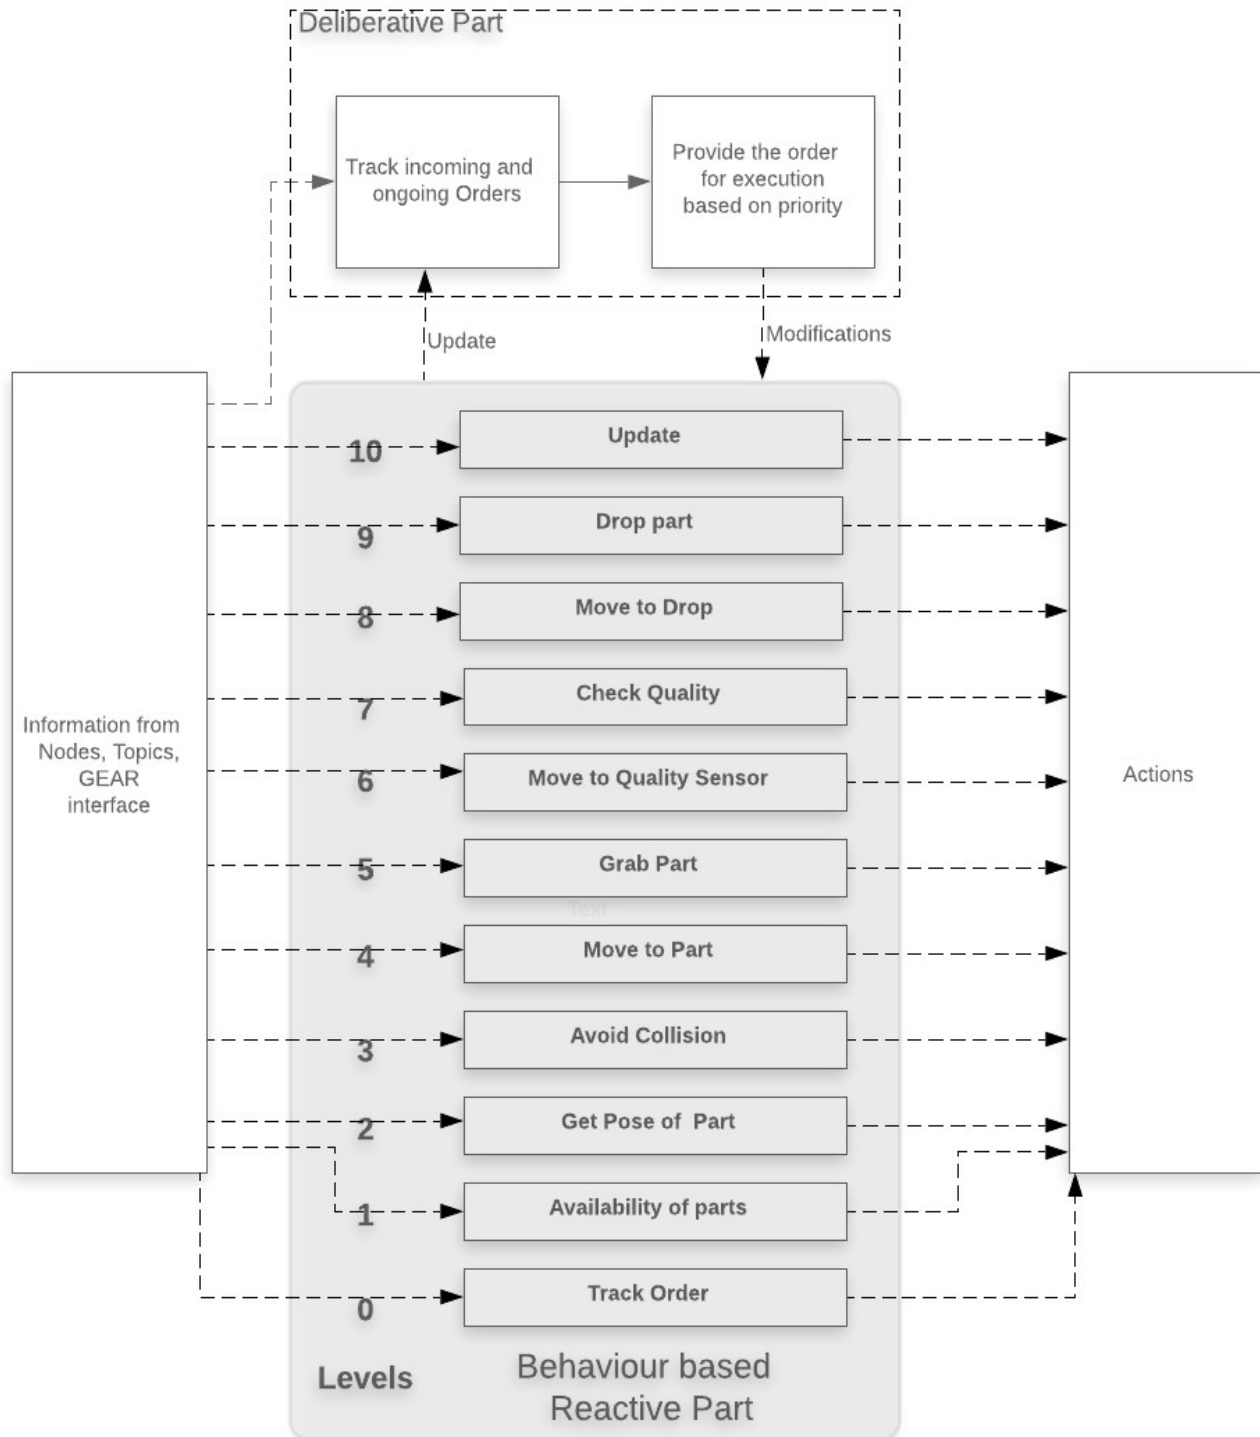 Deliberative Part
Track incoming and
ongoing Orders
Provide the order
for execution
based on priority
Update
Modifications
Information from
Nodes, Topics,
GEAR
interface
10
Update
9
Drop part
8
Move to Drop
7
Check Quality
6
Move to Quality Sensor
5
Grab Part
Text
4
Move to Part
3
Avoid Collision
2
Get Pose of Part
1
Availability of parts
0
Track Order
Levels
Behaviour based
Reactive Part
Actions